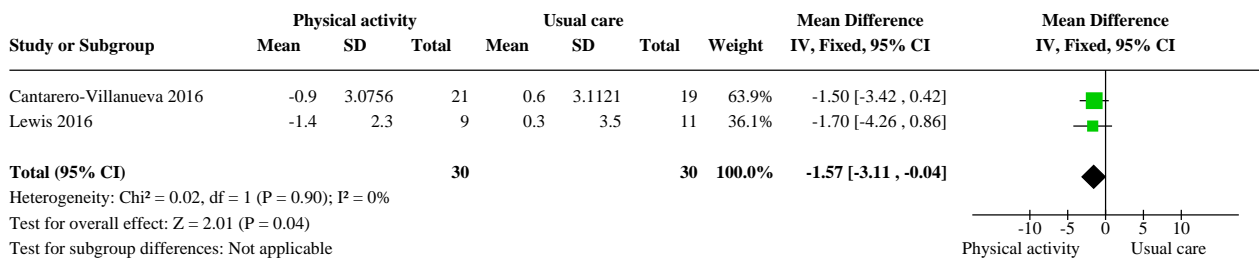 Physical activity Usual care Mean Difference Mean Difference
Study or Subgroup Mean SD Total Mean SD Total Weight IV, Fixed, 95% CI IV, Fixed, 95% CI
Cantarero-Villanueva 2016 -0.9 3.0756 21 0.6 3.1121 19 63.9% -1.50 [-3.42 , 0.42]
Lewis 2016 -1.4 2.3 9 0.3 3.5 11 36.1% -1.70 [-4.26 , 0.86]
Total (95% CI) 30 30 100.0% -1.57 [-3.11 , -0.04]
Heterogeneity: Chi² = 0.02, df = 1 (P = 0.90); I² = 0%
Test for overall effect: Z = 2.01 (P = 0.04)
-10 -5 0 5 10
Test for subgroup differences: Not applicable
Physical activity Usual care